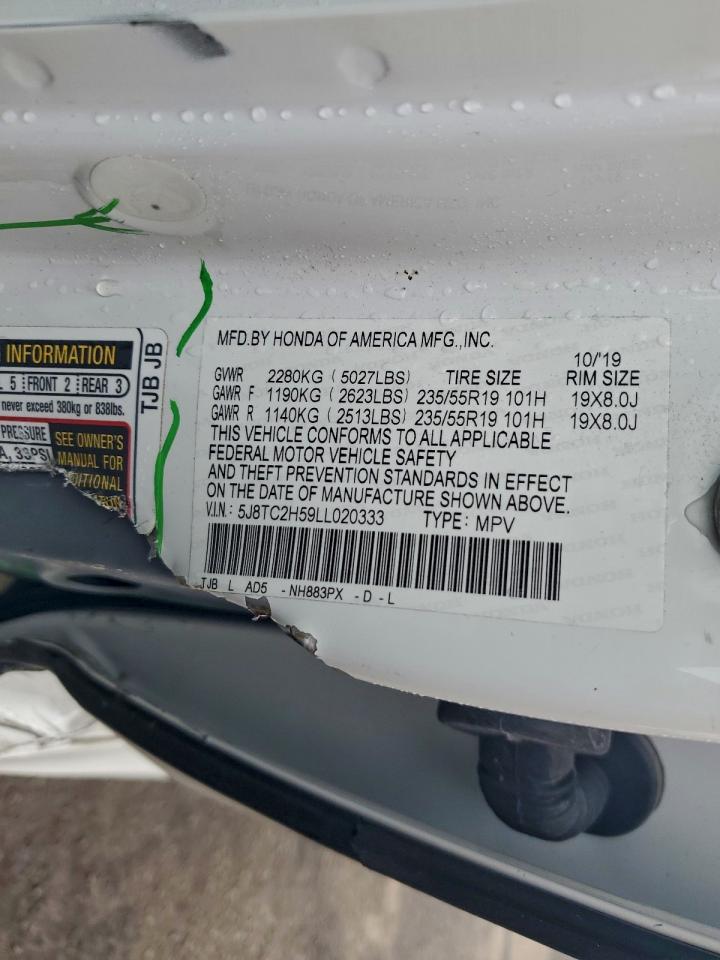 MFD.BY HONDA OF AMERICA MFG.,INC.
10/'19
GVWR 2280KG ( 5027LBS) TIRE SIZE RIM SIZE
GAWR F 1190KG ( 2623LBS) 235/55R19 101H 19X8.0J
GAWR R 1140KG ( 2513LBS) 235/55R19 101H 19X8.0J
THIS VEHICLE CONFORMS TO ALL APPLICABLE
FEDERAL MOTOR VEHICLE SAFETY
AND THEFT PREVENTION STANDARDS IN EFFECT
ON THE DATE OF MANUFACTURE SHOWN ABOVE.
V.I.N.: 5J8TC2H59LL020333 TYPE: MPV
TJB L AD5 -NH883PX -D-L
INFORMATION
L 5 FRONT 2 REAR 3
never exceed 380kg or 838lbs.
PRESSURE
SEE OWNER'S
MANUAL FOR
DITIONAL
A, 33PSI
TJB JB